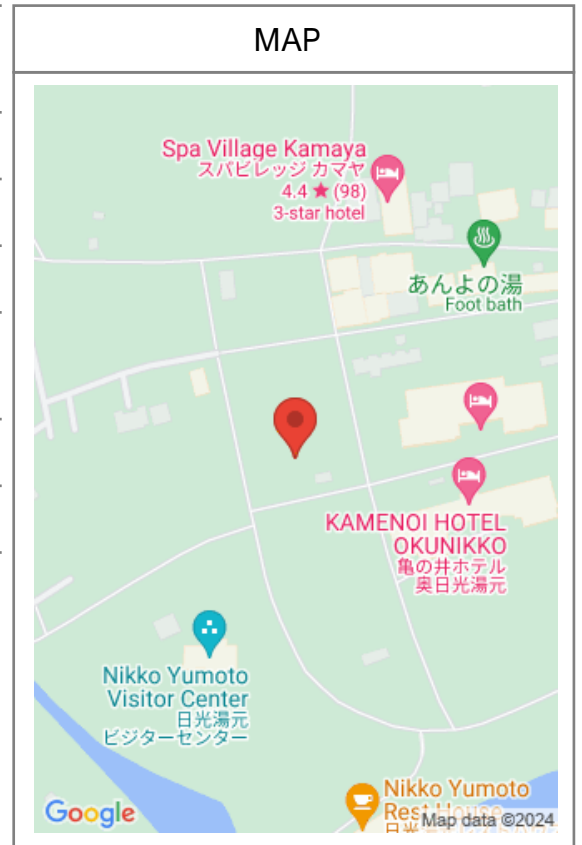 MAP
Spa Village Kamaya
スパビレッジ カマヤ
4.4 ★ (98)
3-star hotel
あんよの湯
Foot bath
KAMENOI HOTEL
OKUNIKKO
亀の井ホテル
奥日光湯元
Nikko Yumoto
Visitor Center
日光湯元
ビジターセンター
Nikko Yumoto
Rest House
Google
Map data ©2024